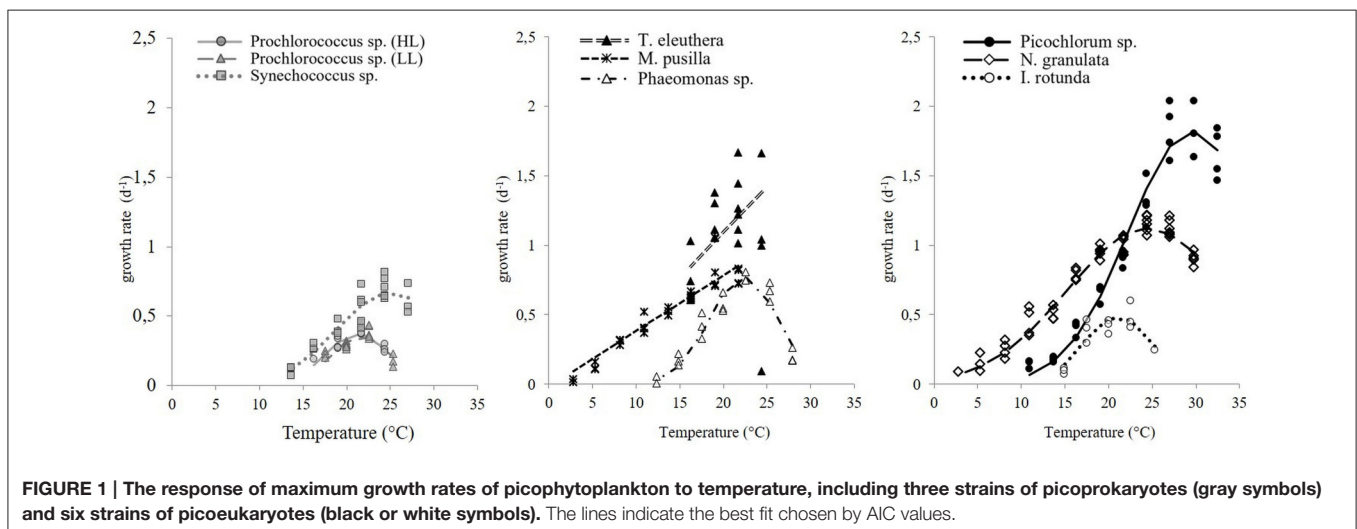 Prochlorococcus sp. (HL)
Prochlorococcus sp. (LL)
Synechococcus sp.
2,5
2
1,5
1
0,5
0
growth rate (d-1)
0 5 10 15 20 25 30 35
Temperature (°C)
T. eleuthera
M. pusilla
Phaeomonas sp.
2,5
2
1,5
1
0,5
0
growth rate (d-1)
0 5 10 15 20 25 30 35
Temperature (°C)
Picochlorum sp.
N. granulata
I. rotunda
2,5
2
1,5
1
0,5
0
growth rate (d-1)
0 5 10 15 20 25 30 35
Temperature (°C)
FIGURE 1 | The response of maximum growth rates of picophytoplankton to temperature, including three strains of picoprokaryotes (gray symbols)
and six strains of picoeukaryotes (black or white symbols). The lines indicate the best fit chosen by AIC values.